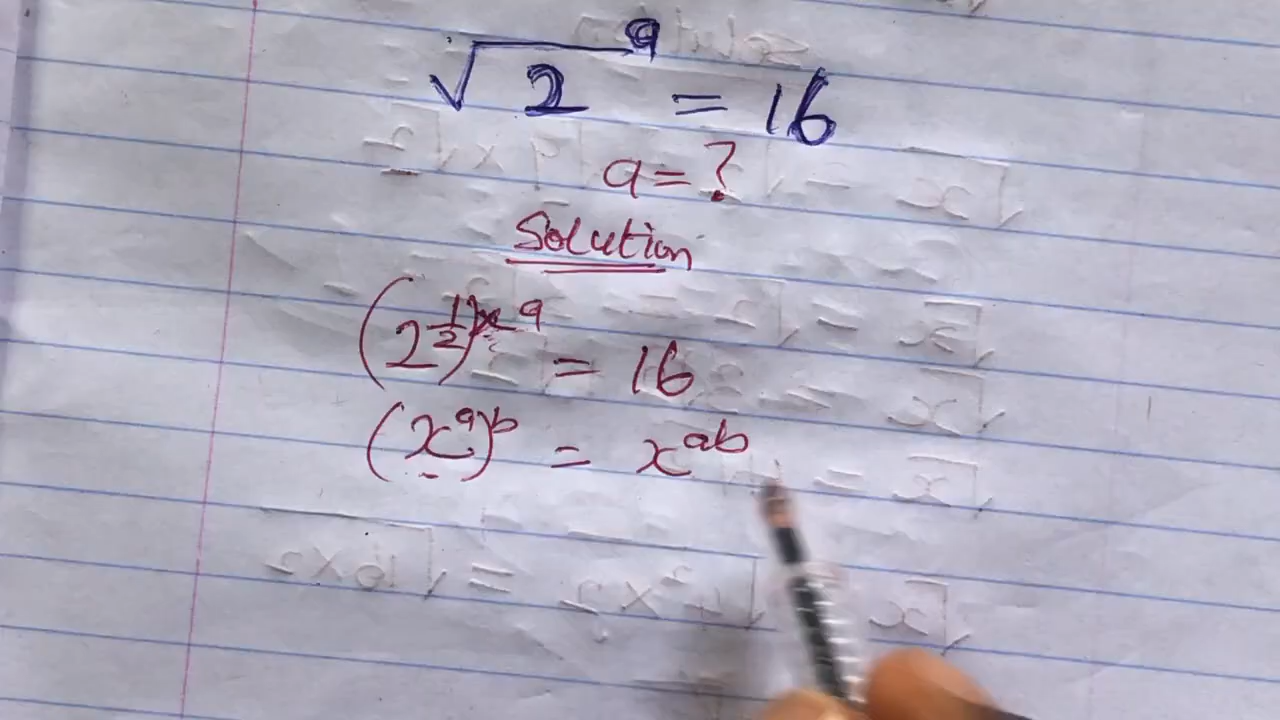 √2^a = 16
a = ?
Solution
(2^1/2)^a = 16
(x^a)^b = x^ab